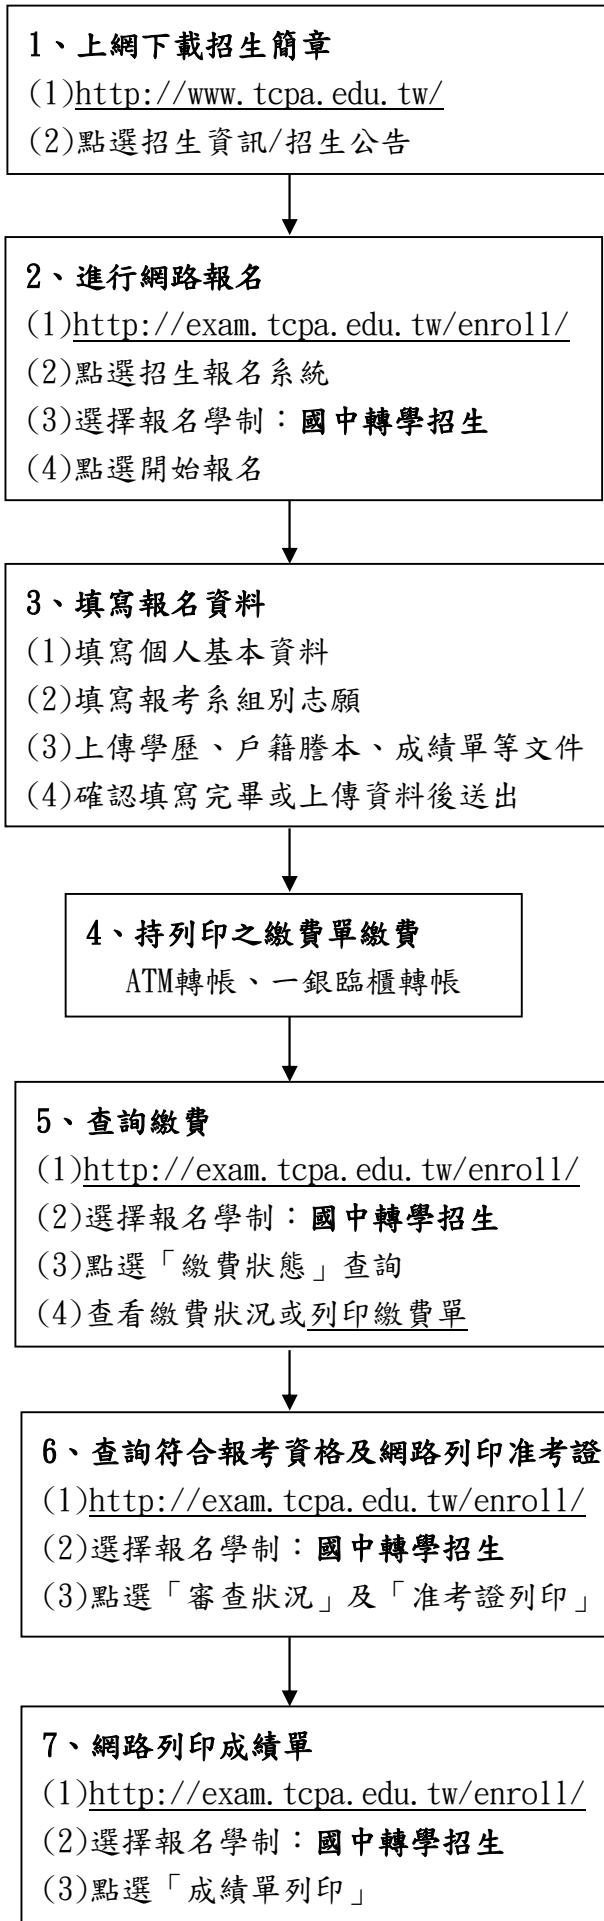 1、上網下載招生簡章
(1)http://www.tcpa.edu.tw/
(2)點選招生資訊/招生公告
2、進行網路報名
(1)http://exam.tcpa.edu.tw/enroll/
(2)點選招生報名系統
(3)選擇報名學制：國中轉學招生
(4)點選開始報名
3、填寫報名資料
(1)填寫個人基本資料
(2)填寫報考系組別志願
(3)上傳學歷、戶籍謄本、成績單等文件
(4)確認填寫完畢或上傳資料後送出
4、持列印之繳費單繳費
ATM轉帳、一銀臨櫃轉帳
5、查詢繳費
(1)http://exam.tcpa.edu.tw/enroll/
(2)選擇報名學制：國中轉學招生
(3)點選「繳費狀態」查詢
(4)查看繳費狀況或列印繳費單
6、查詢符合報考資格及網路列印准考證
(1)http://exam.tcpa.edu.tw/enroll/
(2)選擇報名學制：國中轉學招生
(3)點選「審查狀況」及「准考證列印」
7、網路列印成績單
(1)http://exam.tcpa.edu.tw/enroll/
(2)選擇報名學制：國中轉學招生
(3)點選「成績單列印」